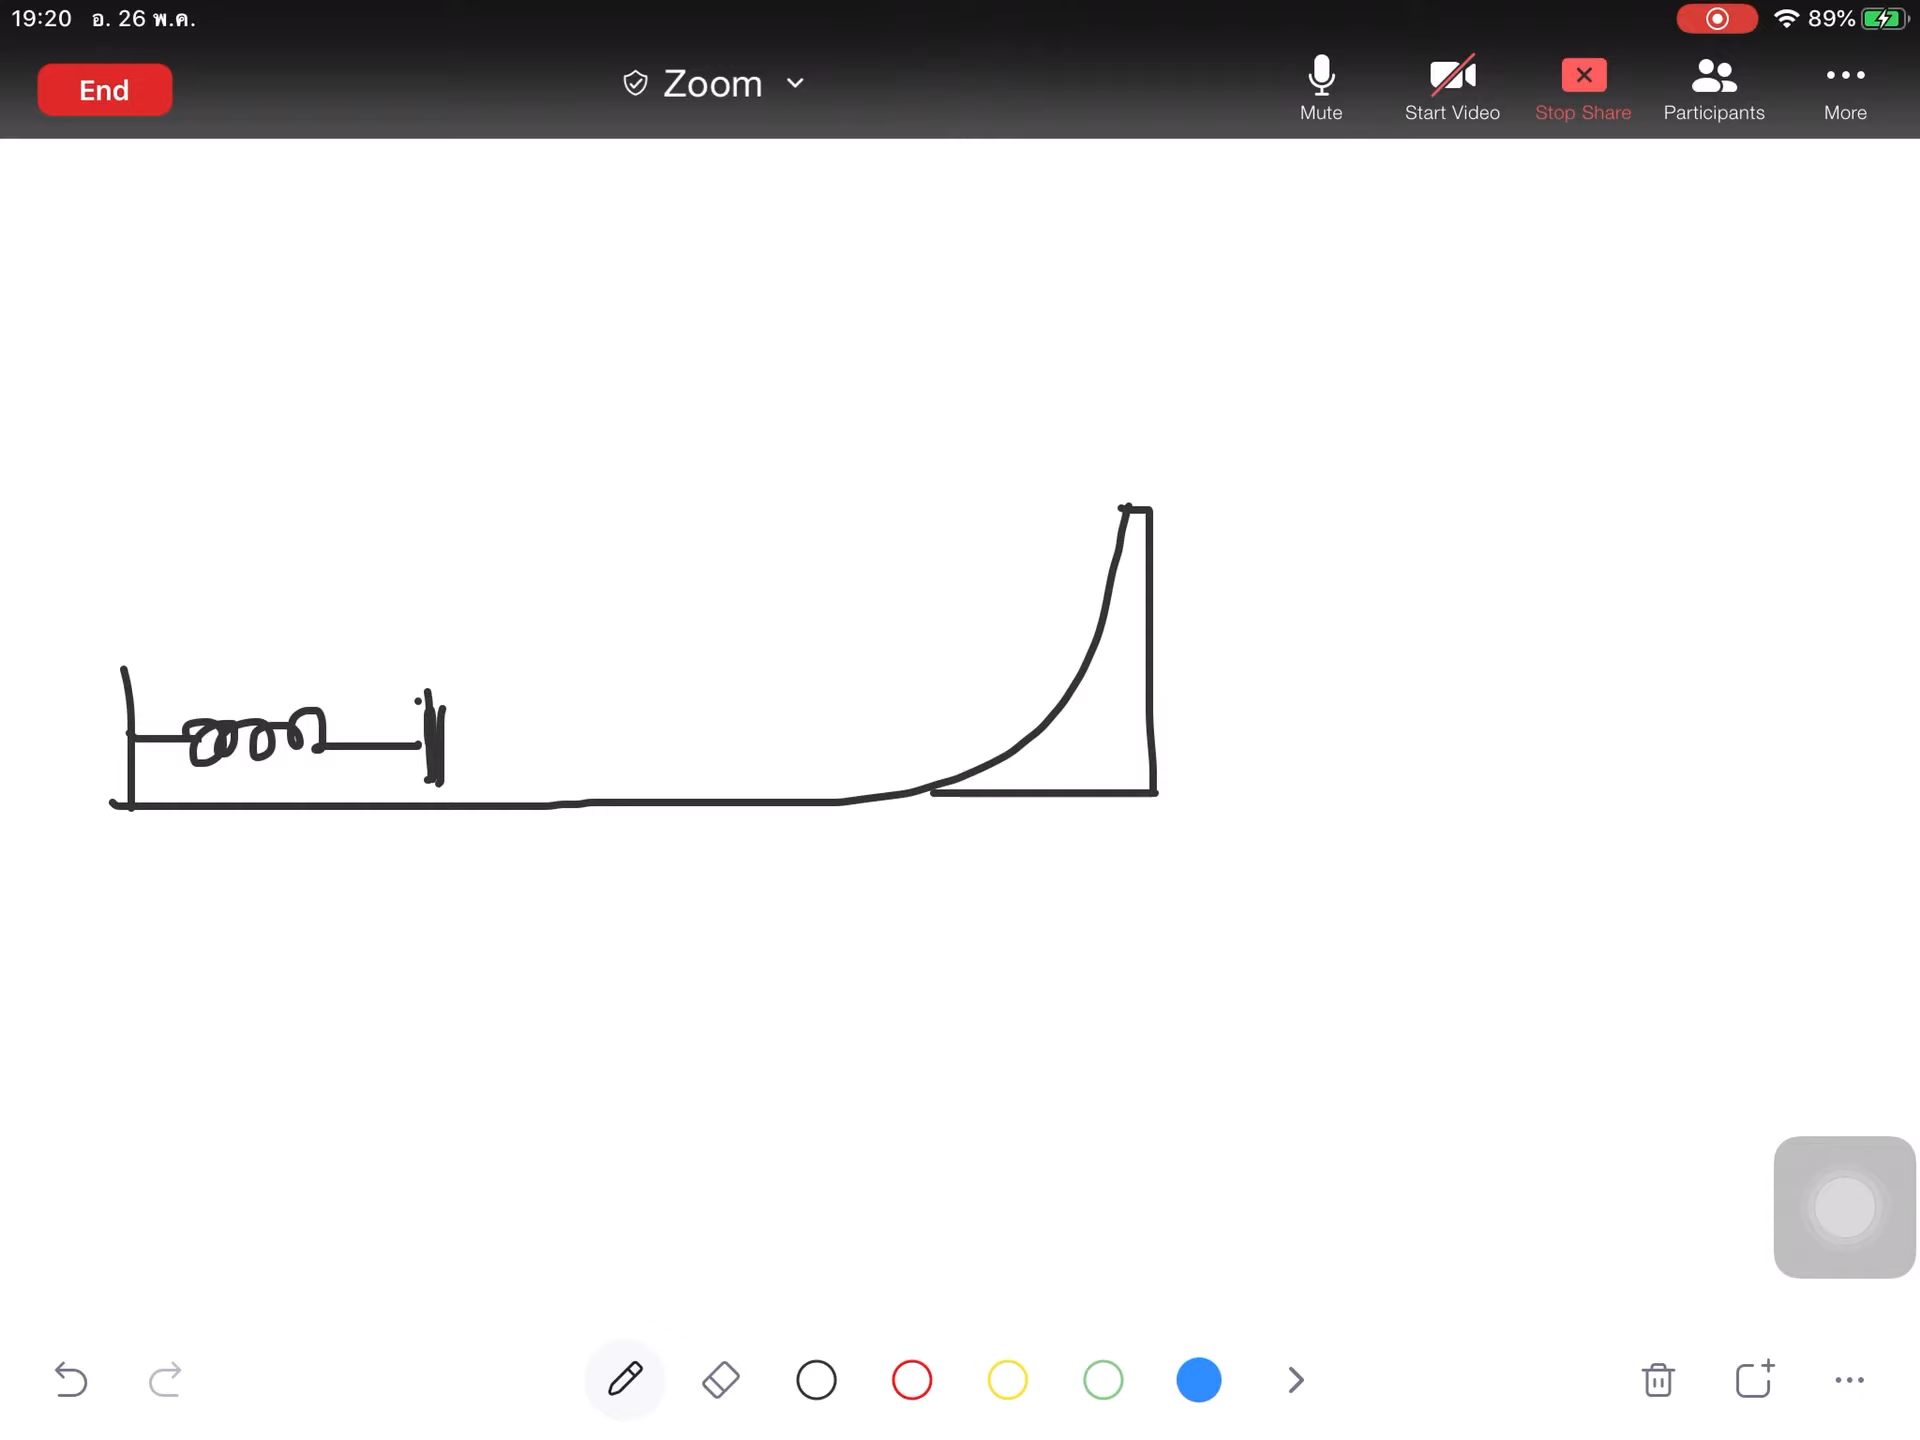 19:20 อ. 26 พ.ค.
89%
End
Zoom
Mute
Start Video
Stop Share
Participants
More